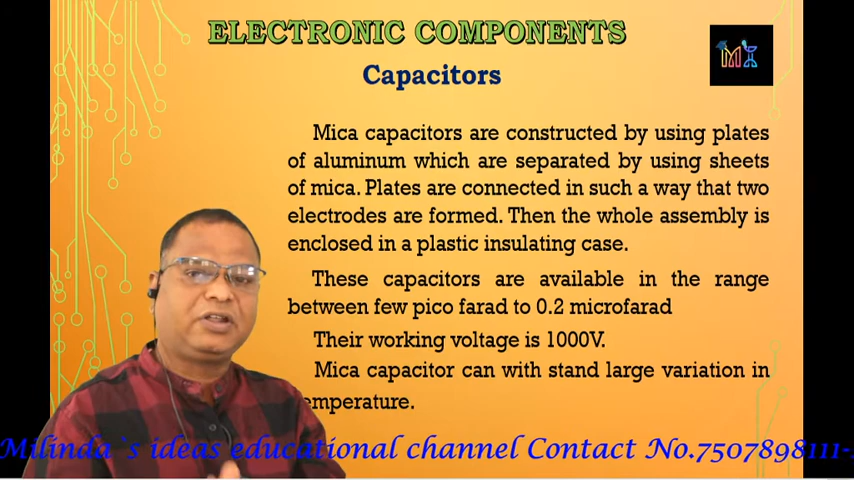 ELECTRONIC COMPONENTS
Capacitors
Mica capacitors are constructed by using plates
of aluminum which are separated by using sheets
of mica. Plates are connected in such a way that two
electrodes are formed. Then the whole assembly is
enclosed in a plastic insulating case.
These capacitors are available in the range
between few pico farad to 0.2 microfarad
Their working voltage is 1000V.
Mica capacitor can with stand large variation in
emperature.
Milinda's ideas educational channel Contact No.7507898111-